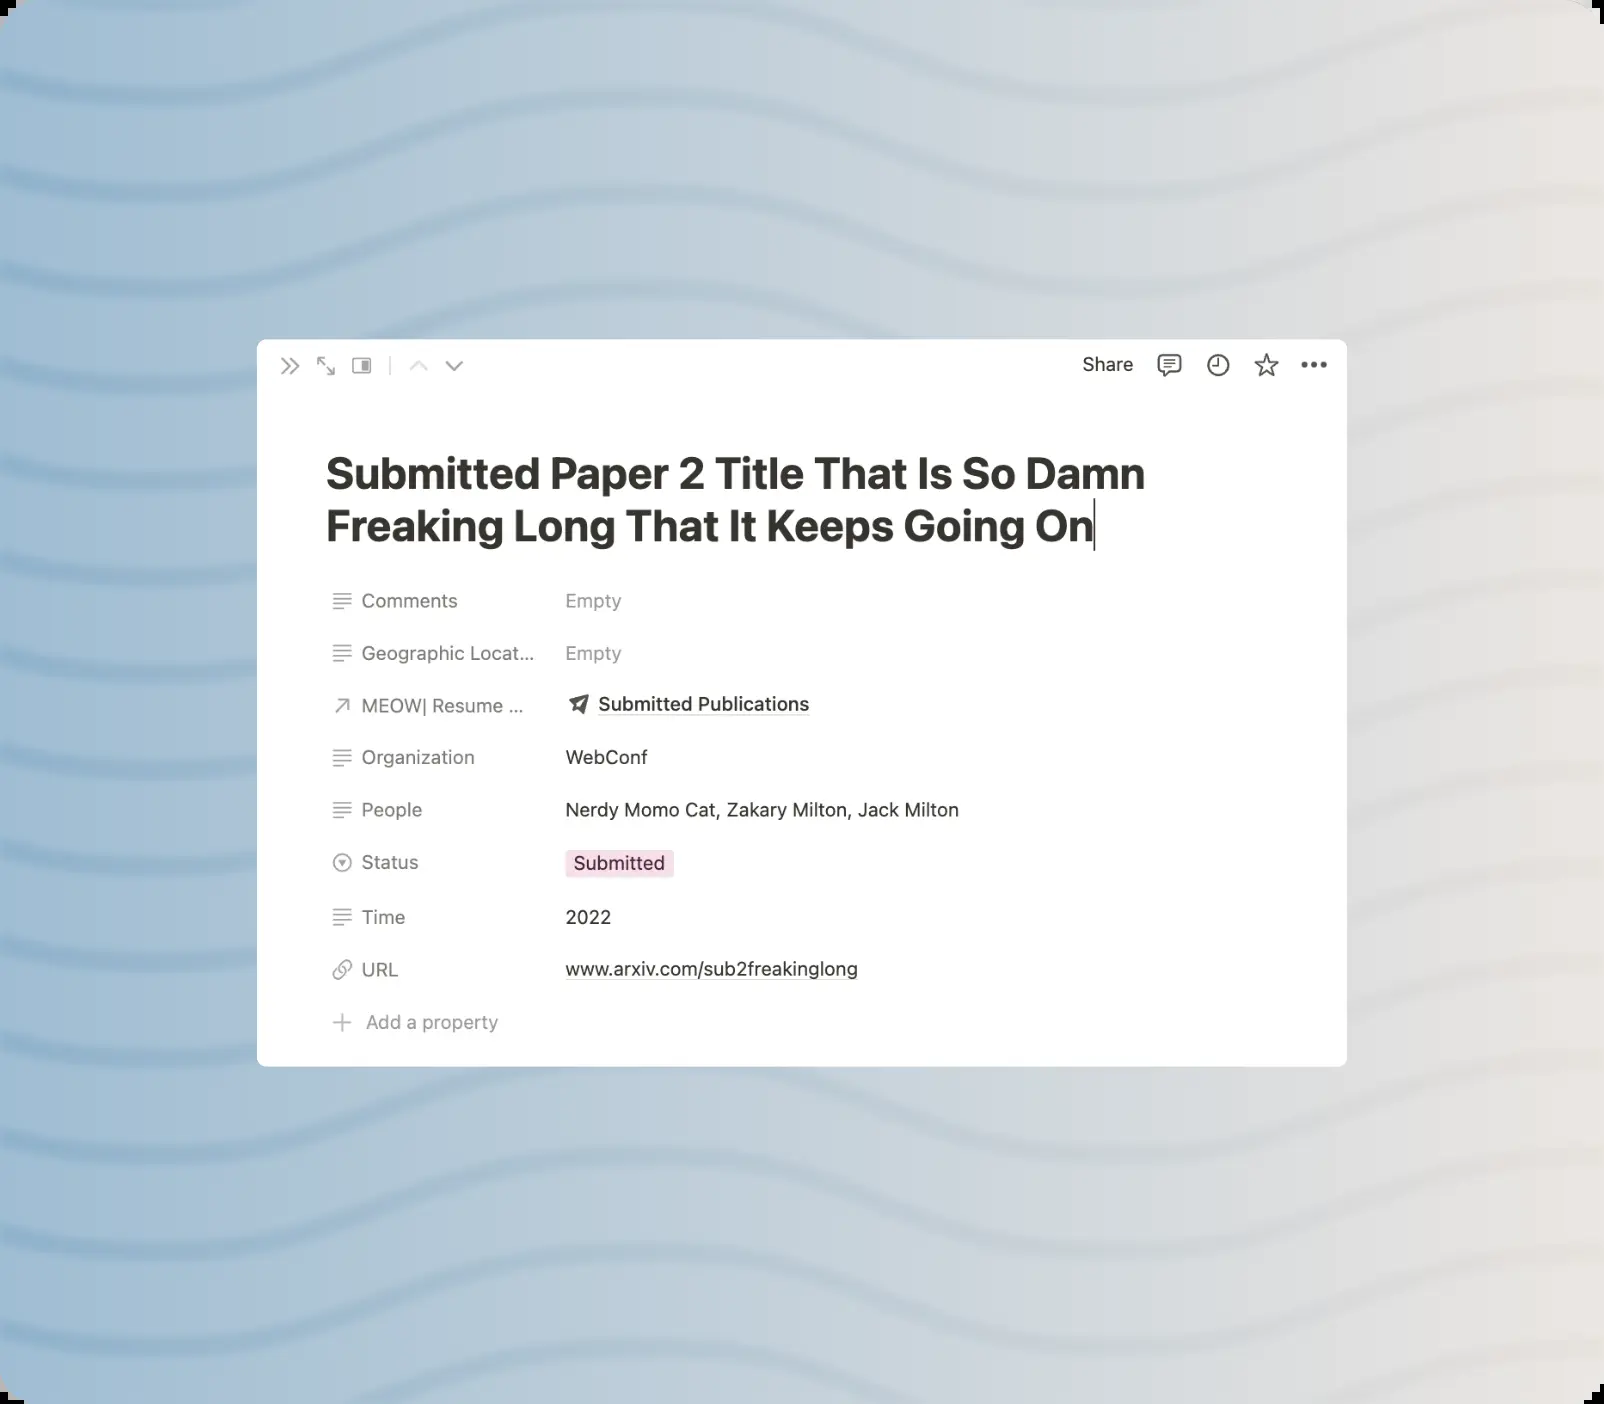 Share
Submitted Paper 2 Title That Is So Damn
Freaking Long That It Keeps Going On
Comments Empty
Geographic Locat... Empty
MEOW| Resume ... Submitted Publications
Organization WebConf
People Nerdy Momo Cat, Zakary Milton, Jack Milton
Status Submitted
Time 2022
URL www.arxiv.com/sub2freakinglong
Add a property